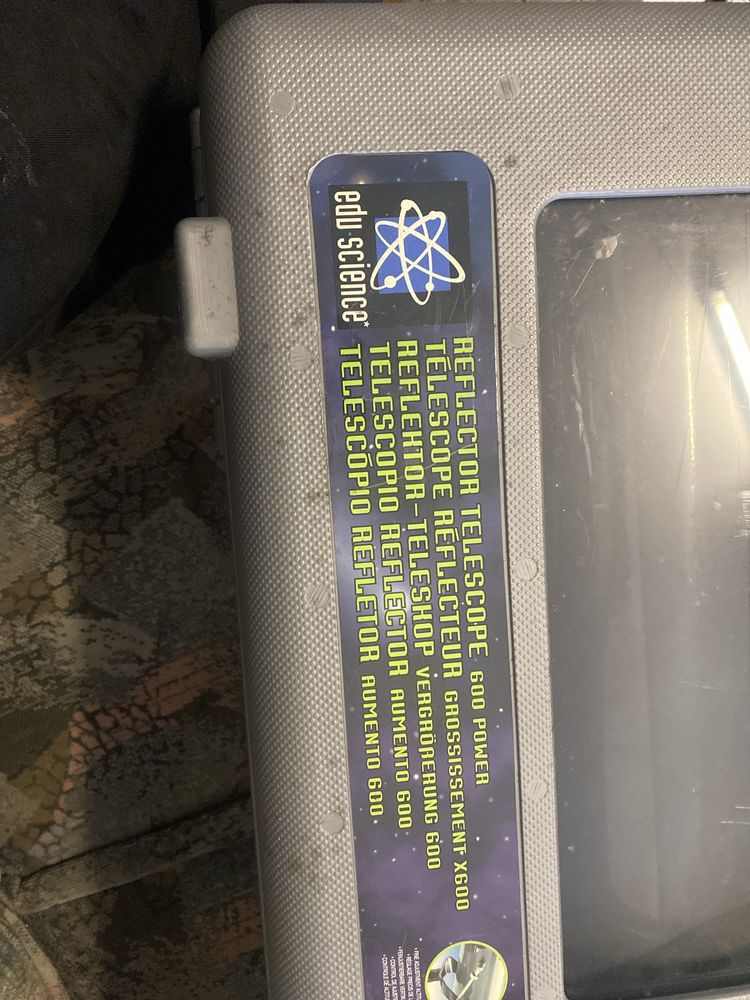 edu science*
REFLECTOR TELESCOPE 600 POWER
TÉLESCOPE RÉFLECTEUR GROSSISSEMENT X600
REFLEKTOR-TELESHOP VERGRÖßERUNG 600
TELESCOPIO REFLECTOR AUMENTO 600
TELESCÓPIO REFLETOR AUMENTO 600